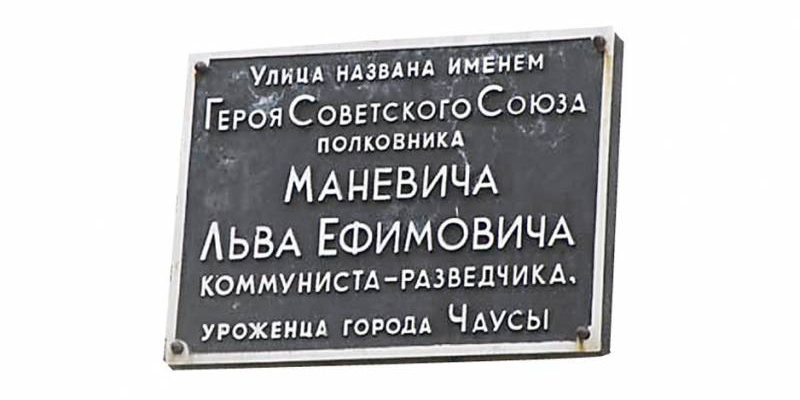 Улица названа именем
Героя Советского Союза
полковника
Маневича
Льва Ефимовича
коммуниста-разведчика,
уроженца города Чаусы